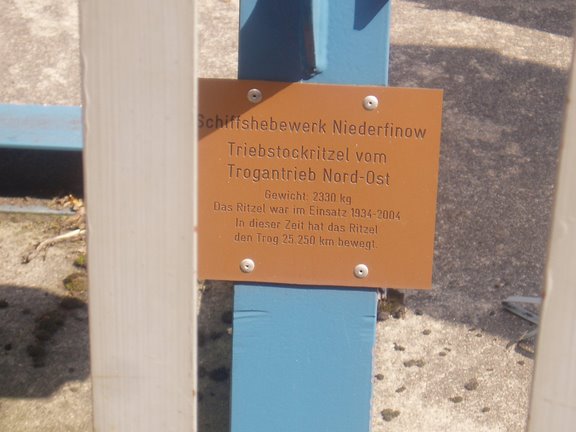 Schiffshebewerk Niederfinow
Triebstockritzel vom
Trogantrieb Nord-Ost
Gewicht: 2330 kg
Das Ritzel war im Einsatz 1934-2004
In dieser Zeit hat das Ritzel
den Trog 25.250 km bewegt.